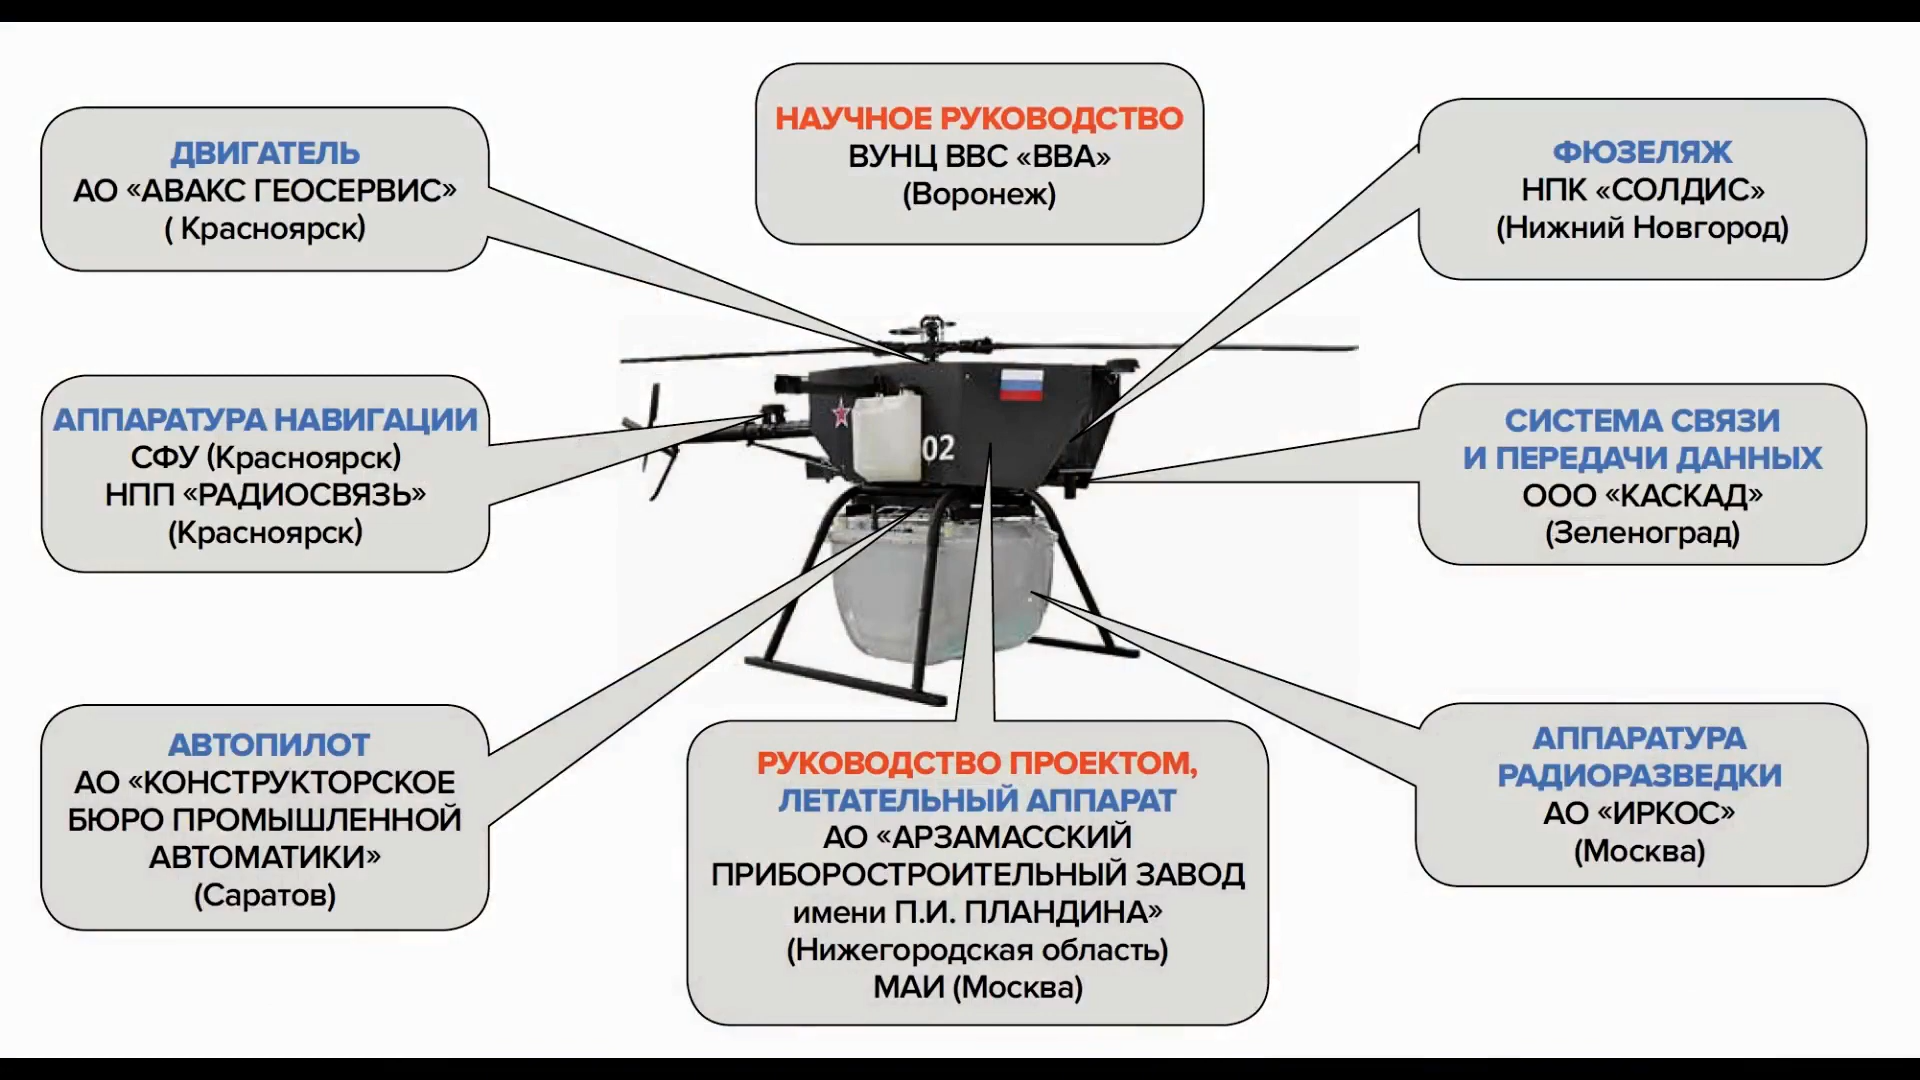 НАУЧНОЕ РУКОВОДСТВО
ВУНЦ ВВС «ВВА»
(Воронеж)
ДВИГАТЕЛЬ
АО «АВАКС ГЕОСЕРВИС»
( Красноярск)
ФЮЗЕЛЯЖ
НПК «СОЛДИС»
(Нижний Новгород)
АППАРАТУРА НАВИГАЦИИ
СФУ (Красноярск)
НПП «РАДИОСВЯЗЬ»
(Красноярск)
02
СИСТЕМА СВЯЗИ
И ПЕРЕДАЧИ ДАННЫХ
ООО «КАСКАД»
(Зеленоград)
АВТОПИЛОТ
АО «КОНСТРУКТОРСКОЕ
БЮРО ПРОМЫШЛЕННОЙ
АВТОМАТИКИ»
(Саратов)
РУКОВОДСТВО ПРОЕКТОМ,
ЛЕТАТЕЛЬНЫЙ АППАРАТ
АО «АРЗАМАССКИЙ
ПРИБОРОСТРОИТЕЛЬНЫЙ ЗАВОД
имени П.И. ПЛАНДИНА»
(Нижегородская область)
МАИ (Москва)
АППАРАТУРА
РАДИОРАЗВЕДКИ
АО «ИРКОС»
(Москва)